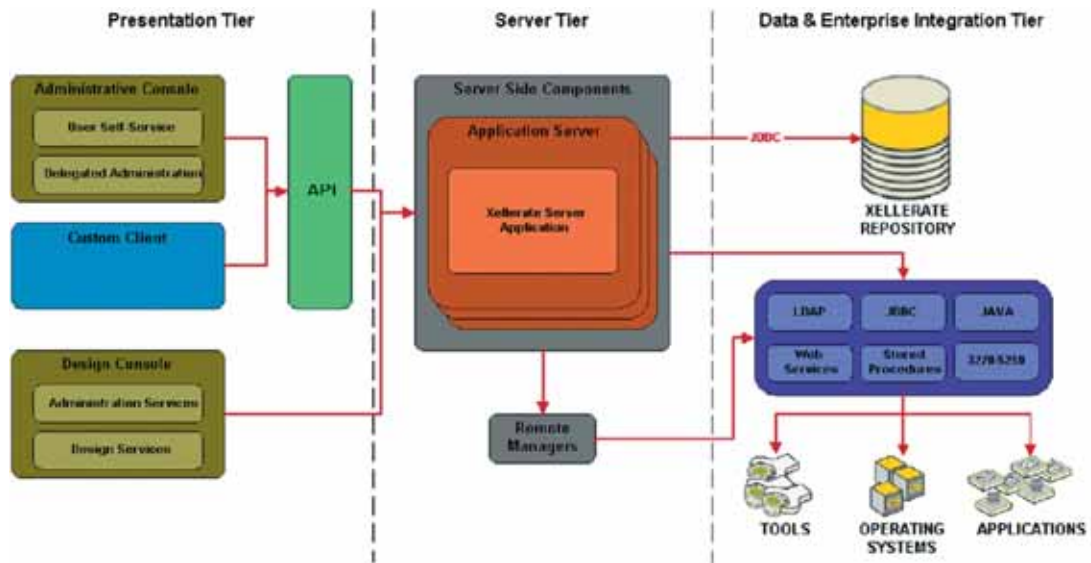 Presentation Tier
Server Tier
Data & Enterprise Integration Tier
Administrative Console
User Self-Service
Delegated Administration
Custom Client
API
Design Console
Administration Services
Design Services
Server Side Components
Application Server
Xellerate Server
Application
Remote
Managers
JDBC
XELLERATE
REPOSITORY
LDAP
JDBC
JAVA
Web
Services
Stored
Procedures
3270/5250
TOOLS
OPERATING
SYSTEMS
APPLICATIONS